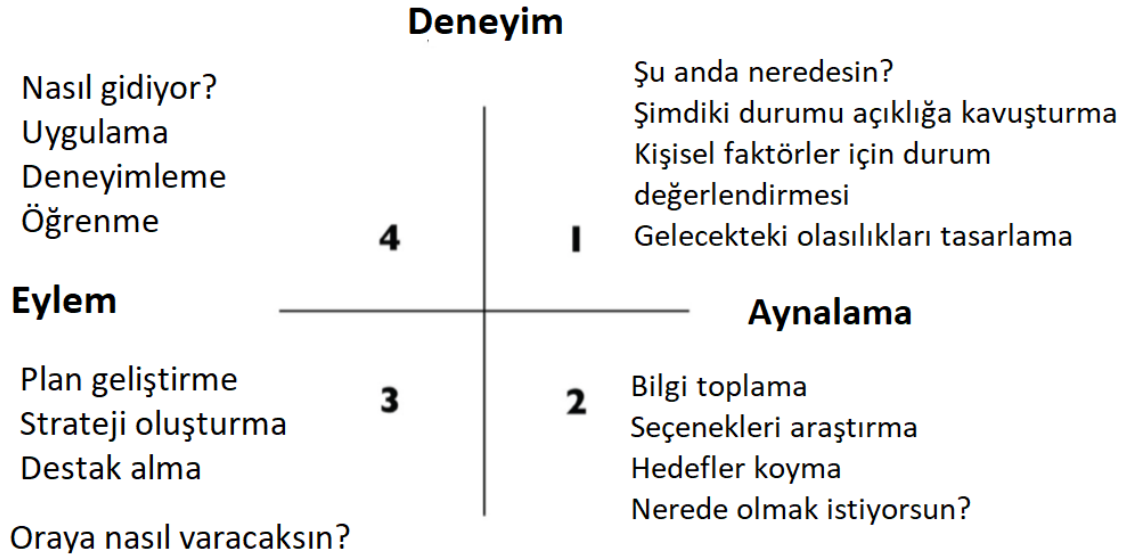 Deneyim
Nasıl gidiyor?
Uygulama
Deneyimleme
Öğrenme
4
Şu anda neredesin?
Şimdiki durumu açıklığa kavuşturma
Kişisel faktörler için durum
değerlendirmesi
Gelecekteki olasılıkları tasarlama
1
Eylem
Aynalama
Plan geliştirme
Strateji oluşturma
Destak alma
Oraya nasıl varacaksın?
3
2
Bilgi toplama
Seçenekleri araştırma
Hedefler koyma
Nerede olmak istiyorsun?